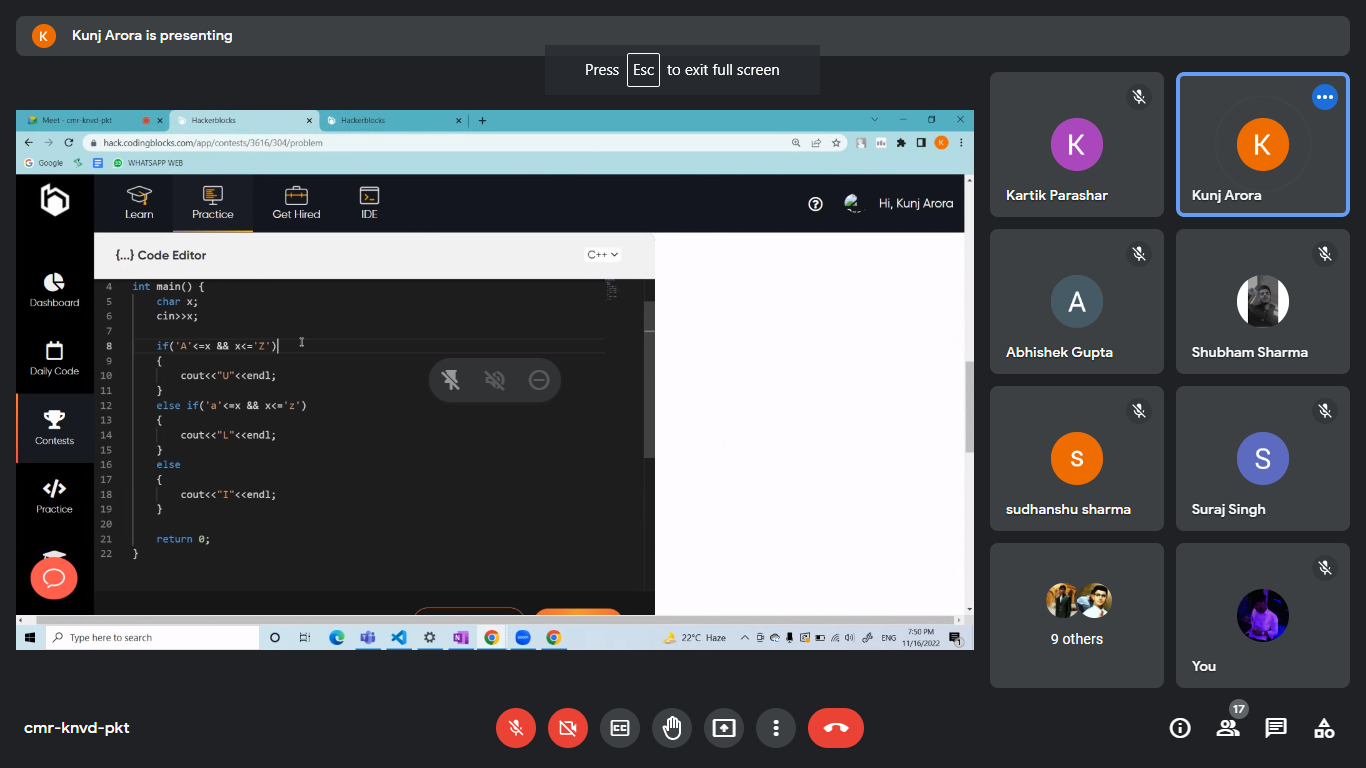 K Kunj Arora is presenting
Press Esc to exit full screen
Meet - cmr-knvd-pkt
Hackerblocks
Hackerblocks
hack.codingblocks.com/app/contests/3616/304/problem
Google
WHATSAPP WEB
Learn
Practice
Get Hired
IDE
Hi, Kunj Arora
Dashboard
Daily Code
Contests
Practice
{...} Code Editor
C++
4 int main() {
5 char x;
6 cin>>x;
7
8 if('A'<=x && x<='Z')
9 {
10 cout<<"U"<<endl;
11 }
12 else if('a'<=x && x<='z')
13 {
14 cout<<"L"<<endl;
15 }
16 else
17 {
18 cout<<"I"<<endl;
19 }
20
21 return 0;
22 }
Type here to search
22°C Haze
ENG
7:50 PM
11/16/2022
1
K
Kartik Parashar
K
Kunj Arora
A
Abhishek Gupta
Shubham Sharma
s
sudhanshu sharma
S
Suraj Singh
9 others
You
cmr-knvd-pkt
17